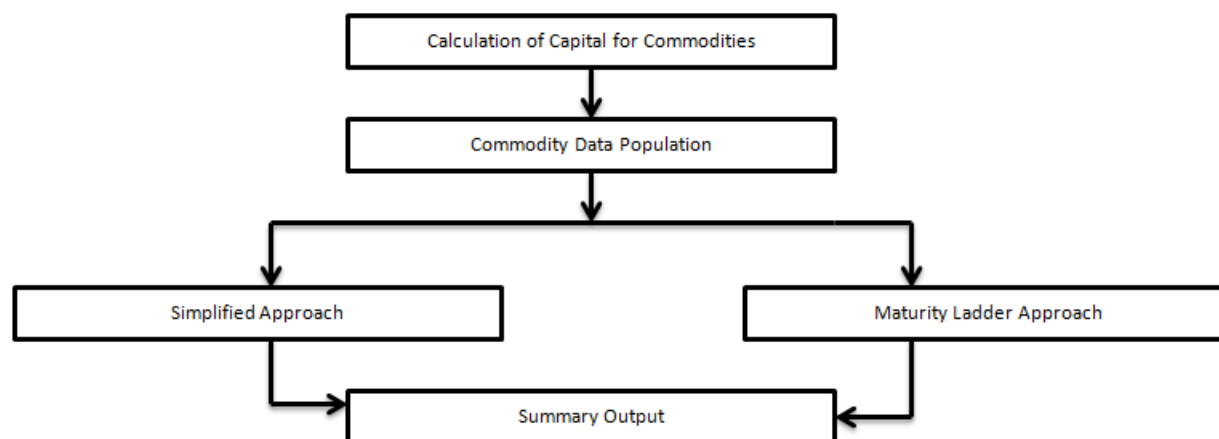 Calculation of Capital for Commodities
Commodity Data Population
Simplified Approach
Maturity Ladder Approach
Summary Output